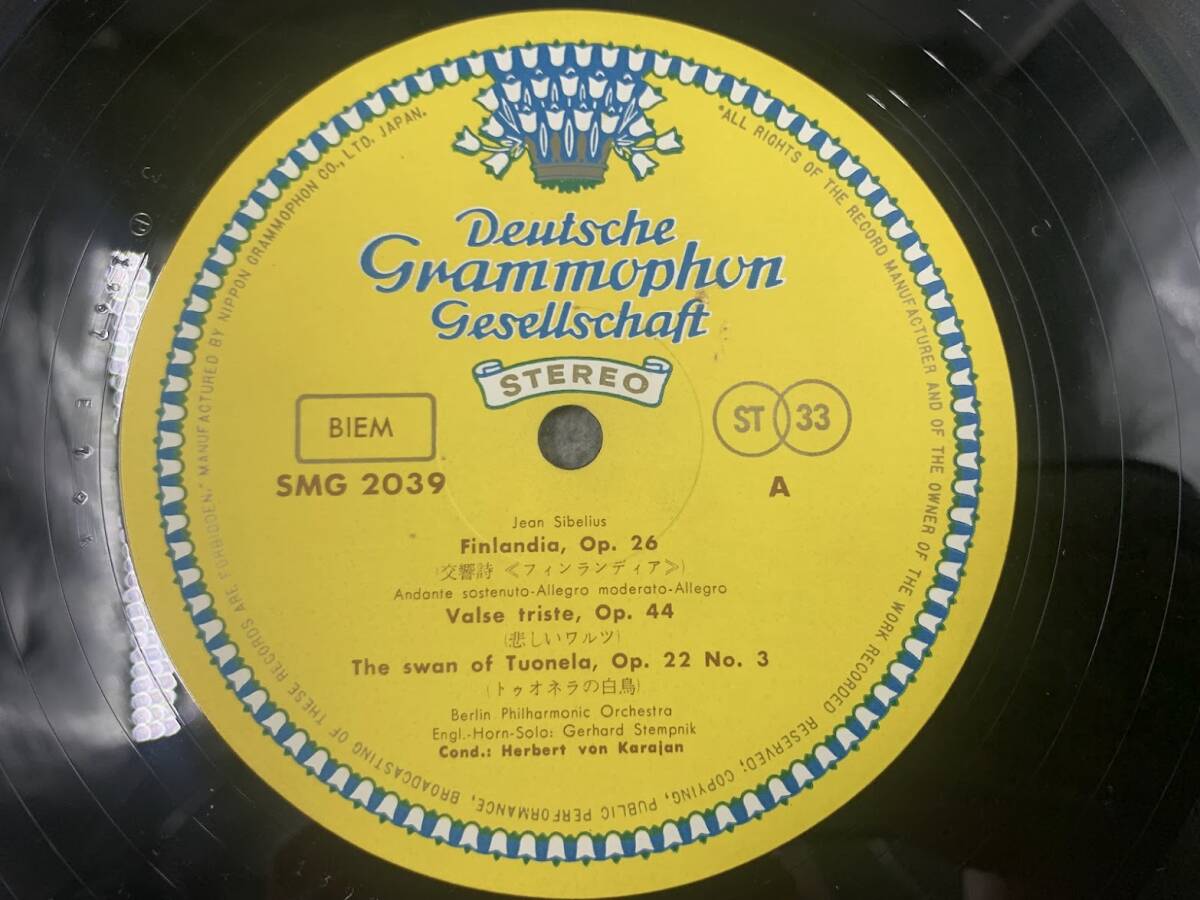 Deutsche
Grammophon
Gesellschaft
STEREO
BIEM
ST 33
SMG 2039
A
Jean Sibelius
Finlandia, Op. 26
(交響詩 《フィンランディア》)
Andante sostenuto-Allegro moderato-Allegro
Valse triste, Op. 44
(悲しいワルツ)
The swan of Tuonela, Op. 22 No. 3
(トゥオネラの白鳥)
Berlin Philharmonic Orchestra
Engl.-Horn-Solo: Gerhard Stempnik
Cond.: Herbert von Karajan
"ALL RIGHTS OF THE RECORD MANUFACTURER AND OF THE OWNER OF THE WORK RECORDED RESERVED; COPYING, PUBLIC PERFORMANCE, BROADCASTING OF THESE RECORDS ARE FORBIDDEN." MANUFACTURED BY NIPPON GRAMMOPHON CO., LTD. JAPAN.